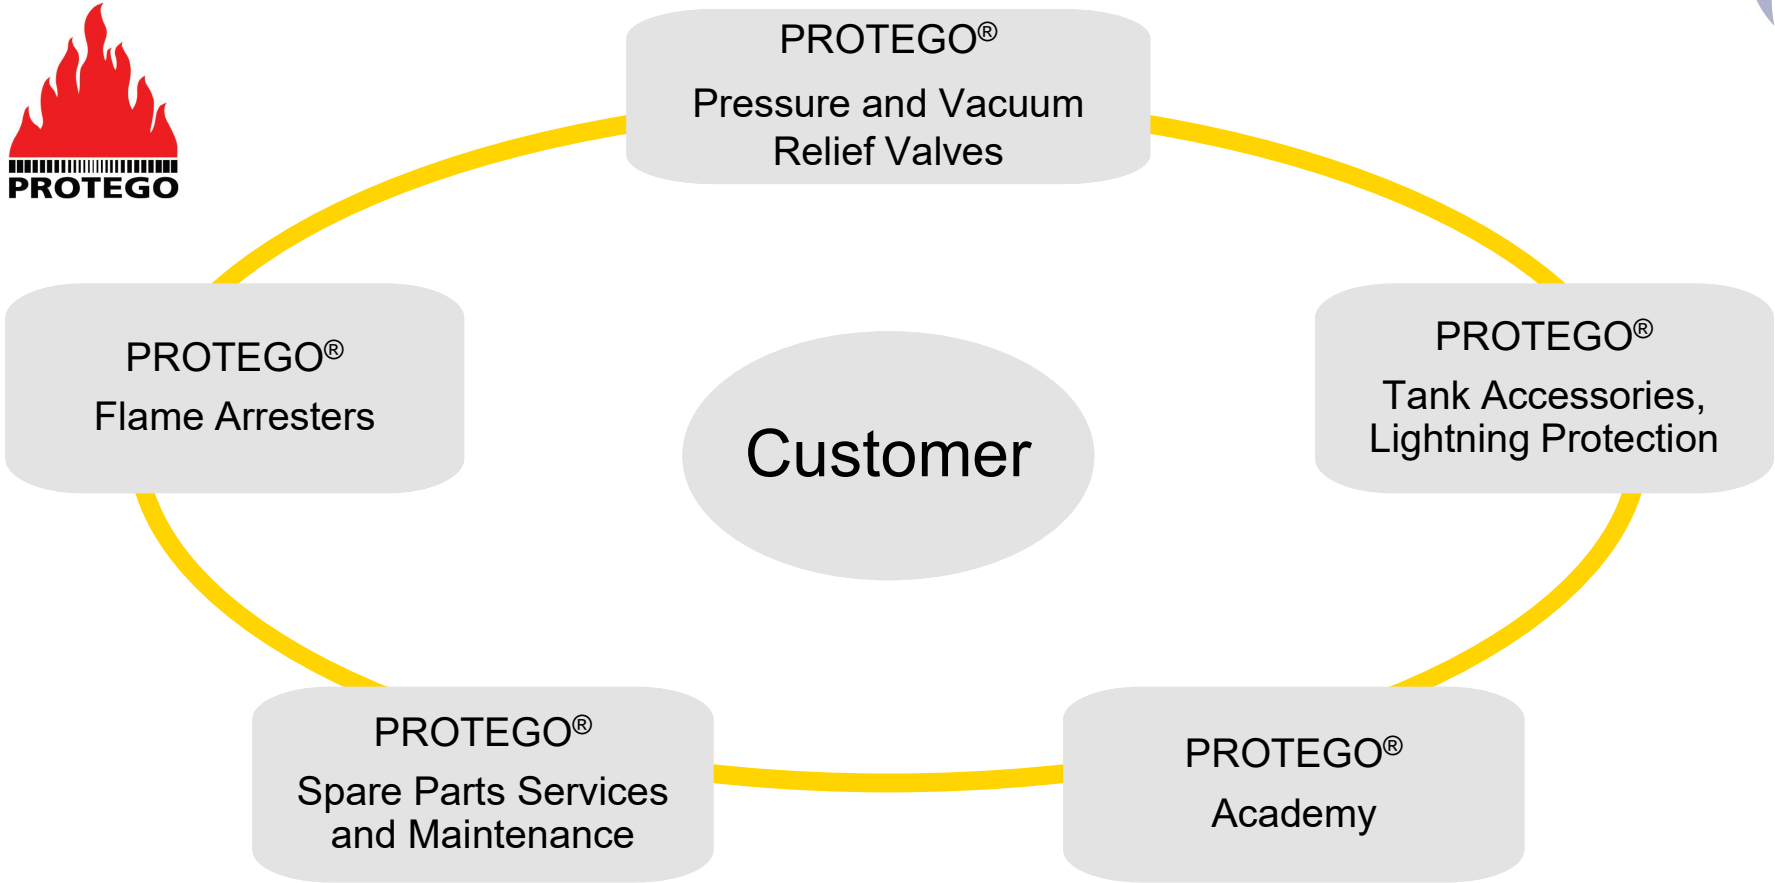 PROTEGO
PROTEGO®
Pressure and Vacuum
Relief Valves
PROTEGO®
Flame Arresters
Customer
PROTEGO®
Tank Accessories,
Lightning Protection
PROTEGO®
Spare Parts Services
and Maintenance
PROTEGO®
Academy